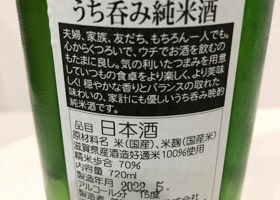 うち呑み純米酒
夫婦、家族、友だち、もちろん一人でも。
心からくつろいで、ウチでお酒を飲むの
もたまに良し。気の利いたつまみを用意
していつもの食卓をより楽しく、より美味
しく!穏やかな香りとバランスの取れた
味わいの、家計にも優しいうち呑み晩酌
純米酒です。
品目 日本酒
原材料名 米(国産)、米麹(国産米)
滋賀県産酒造好適米100%使用
精米歩合 70%
内容量 720ml
製造年月 2022.5.
アルコール分 15度